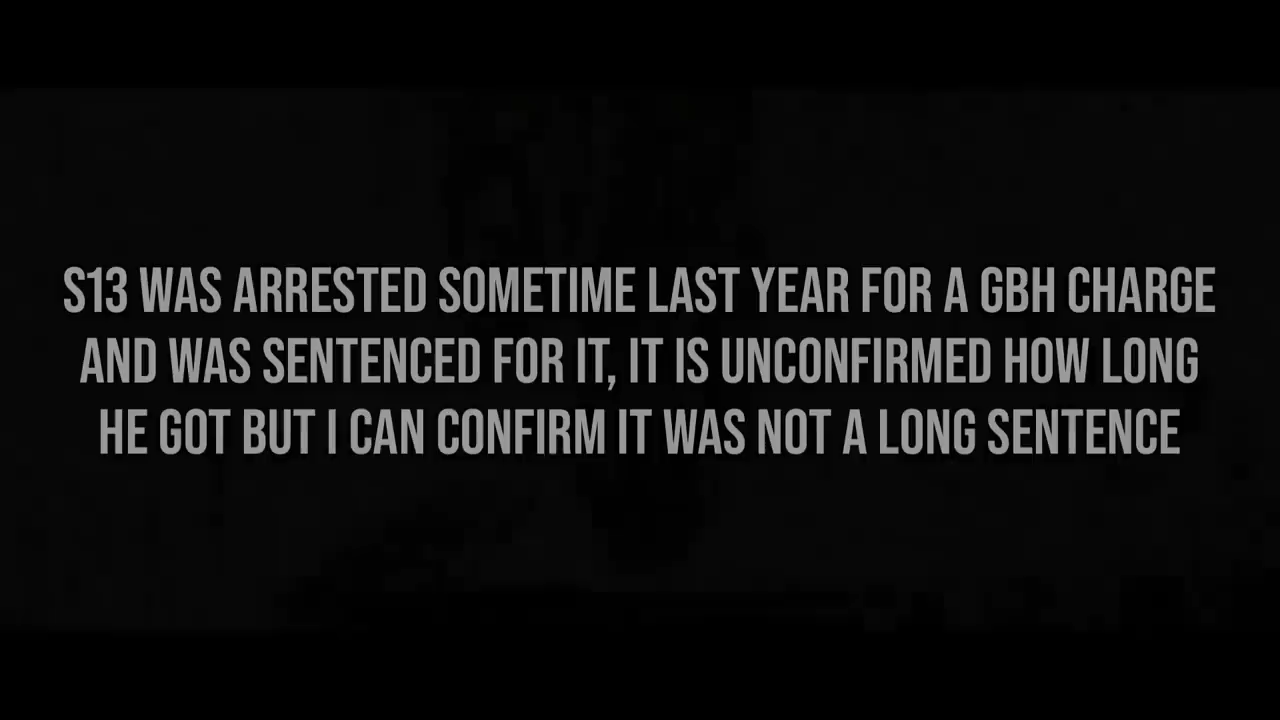 S13 WAS ARRESTED SOMETIME LAST YEAR FOR A GBH CHARGE
AND WAS SENTENCED FOR IT, IT IS UNCONFIRMED HOW LONG
HE GOT BUT I CAN CONFIRM IT WAS NOT A LONG SENTENCE